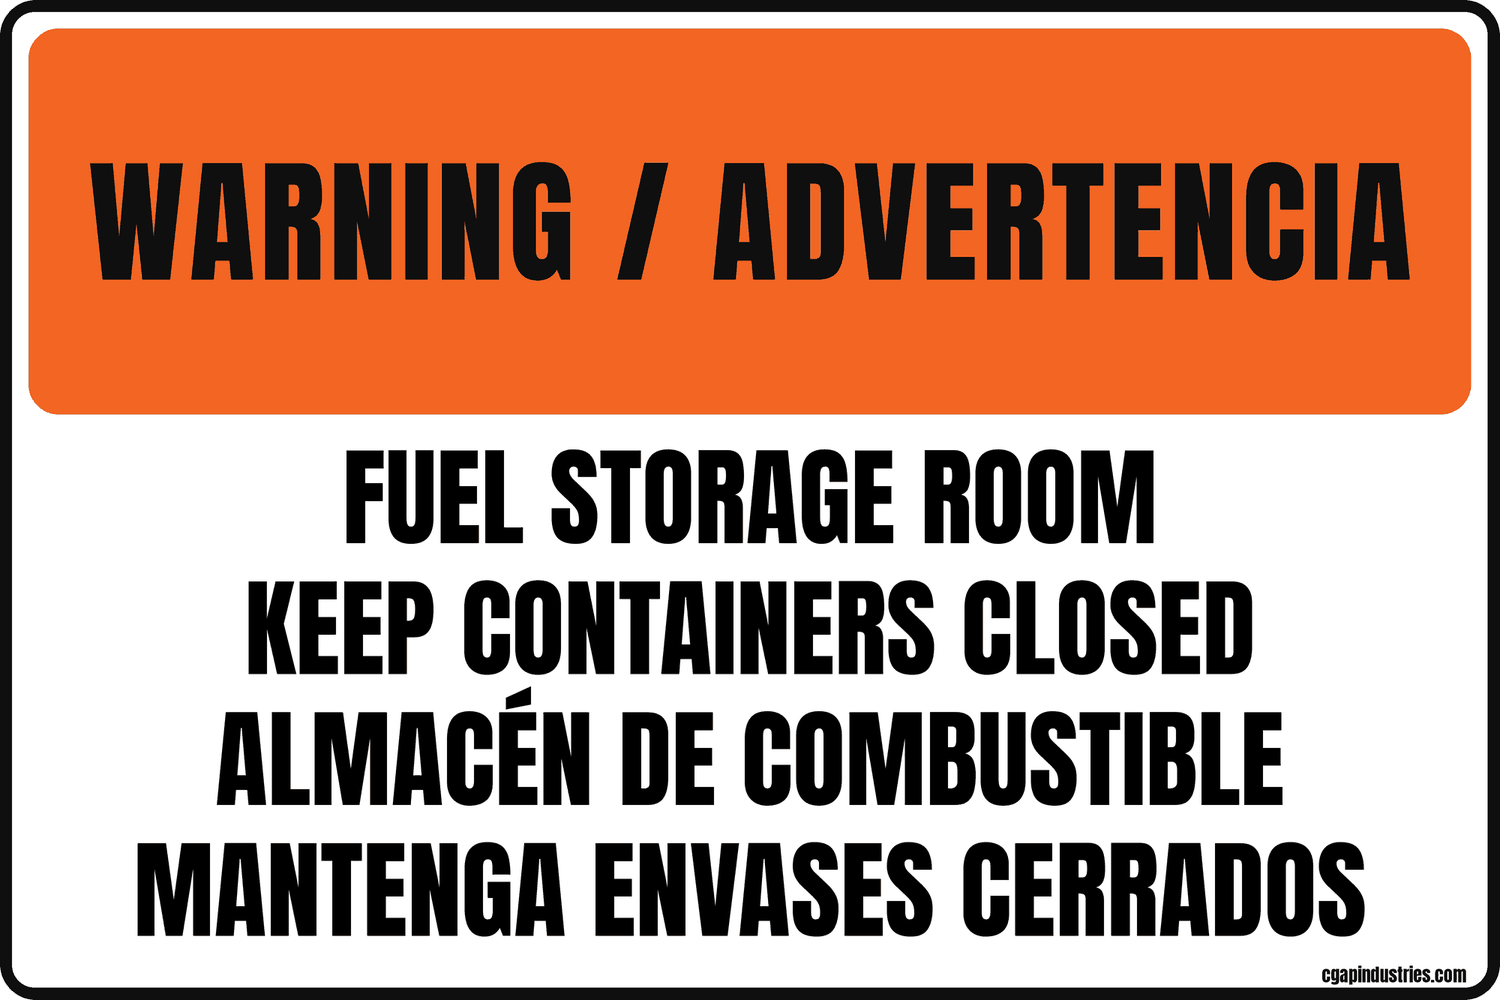 WARNING / ADVERTENCIA
FUEL STORAGE ROOM
KEEP CONTAINERS CLOSED
ALMACÉN DE COMBUSTIBLE
MANTENGA ENVASES CERRADOS
cgapindustries.com